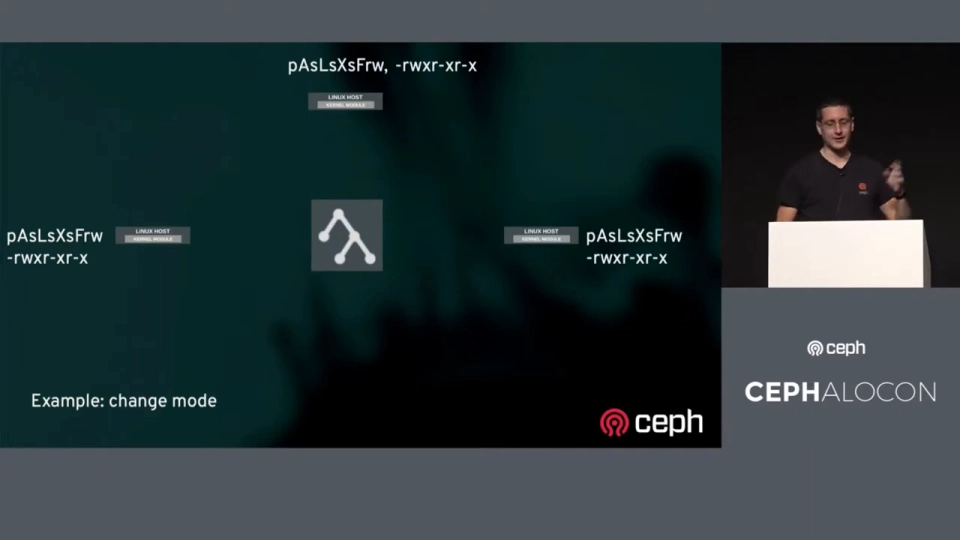 pAsLsXsFrw, -rwxr-xr-x
LINUX HOST
KERNEL MODULE
pAsLsXsFrw
-rwxr-xr-x
LINUX HOST
KERNEL MODULE
LINUX HOST
KERNEL MODULE
pAsLsXsFrw
-rwxr-xr-x
Example: change mode
ceph
ceph
CEPHALOCON